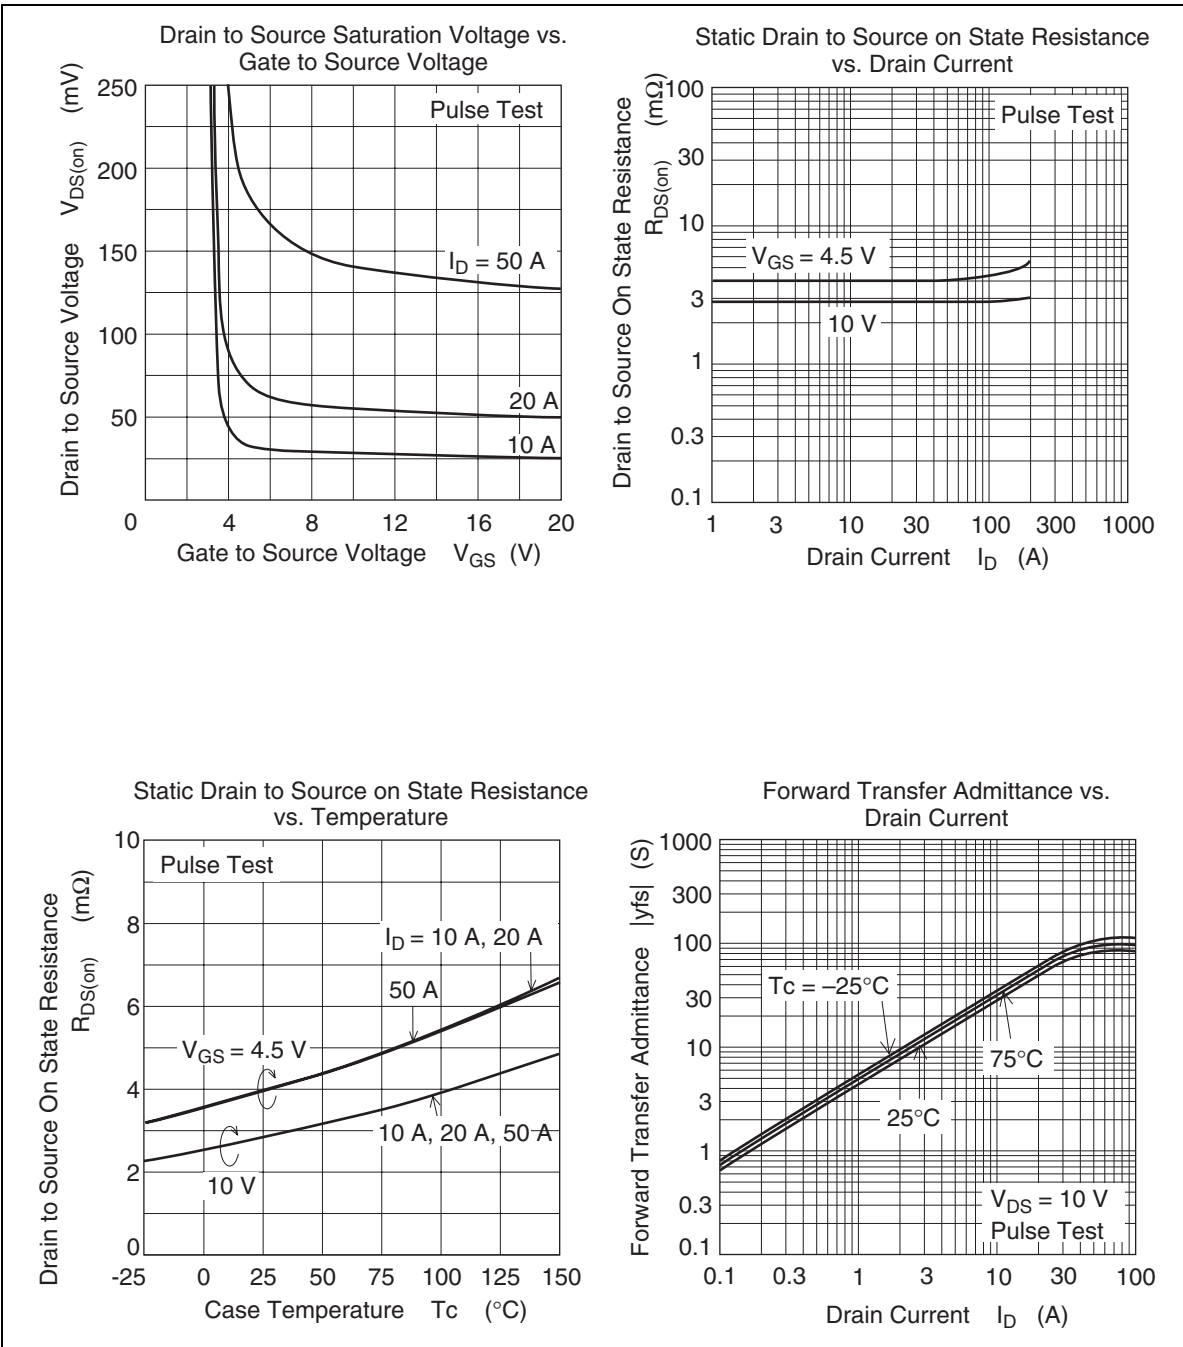 Drain to Source Saturation Voltage vs.
Gate to Source Voltage
Drain to Source Voltage V_DS(on) (mV)
250
200
150
100
50
0
Pulse Test
I_D = 50 A
20 A
10 A
4 8 12 16 20
Gate to Source Voltage V_GS (V)
Static Drain to Source on State Resistance
vs. Drain Current
Drain to Source On State Resistance
R_DS(on) (mΩ)
100
30
10
3
1
0.3
0.1
Pulse Test
V_GS = 4.5 V
10 V
1 3 10 30 100 300 1000
Drain Current I_D (A)
Static Drain to Source on State Resistance
vs. Temperature
Drain to Source On State Resistance
R_DS(on) (mΩ)
10
8
6
4
2
0
Pulse Test
I_D = 10 A, 20 A
50 A
V_GS = 4.5 V
10 A, 20 A, 50 A
10 V
-25 0 25 50 75 100 125 150
Case Temperature Tc (°C)
Forward Transfer Admittance vs.
Drain Current
Forward Transfer Admittance |yfs| (S)
1000
300
100
30
10
3
1
0.3
0.1
Tc = –25°C
75°C
25°C
V_DS = 10 V
Pulse Test
0.1 0.3 1 3 10 30 100
Drain Current I_D (A)